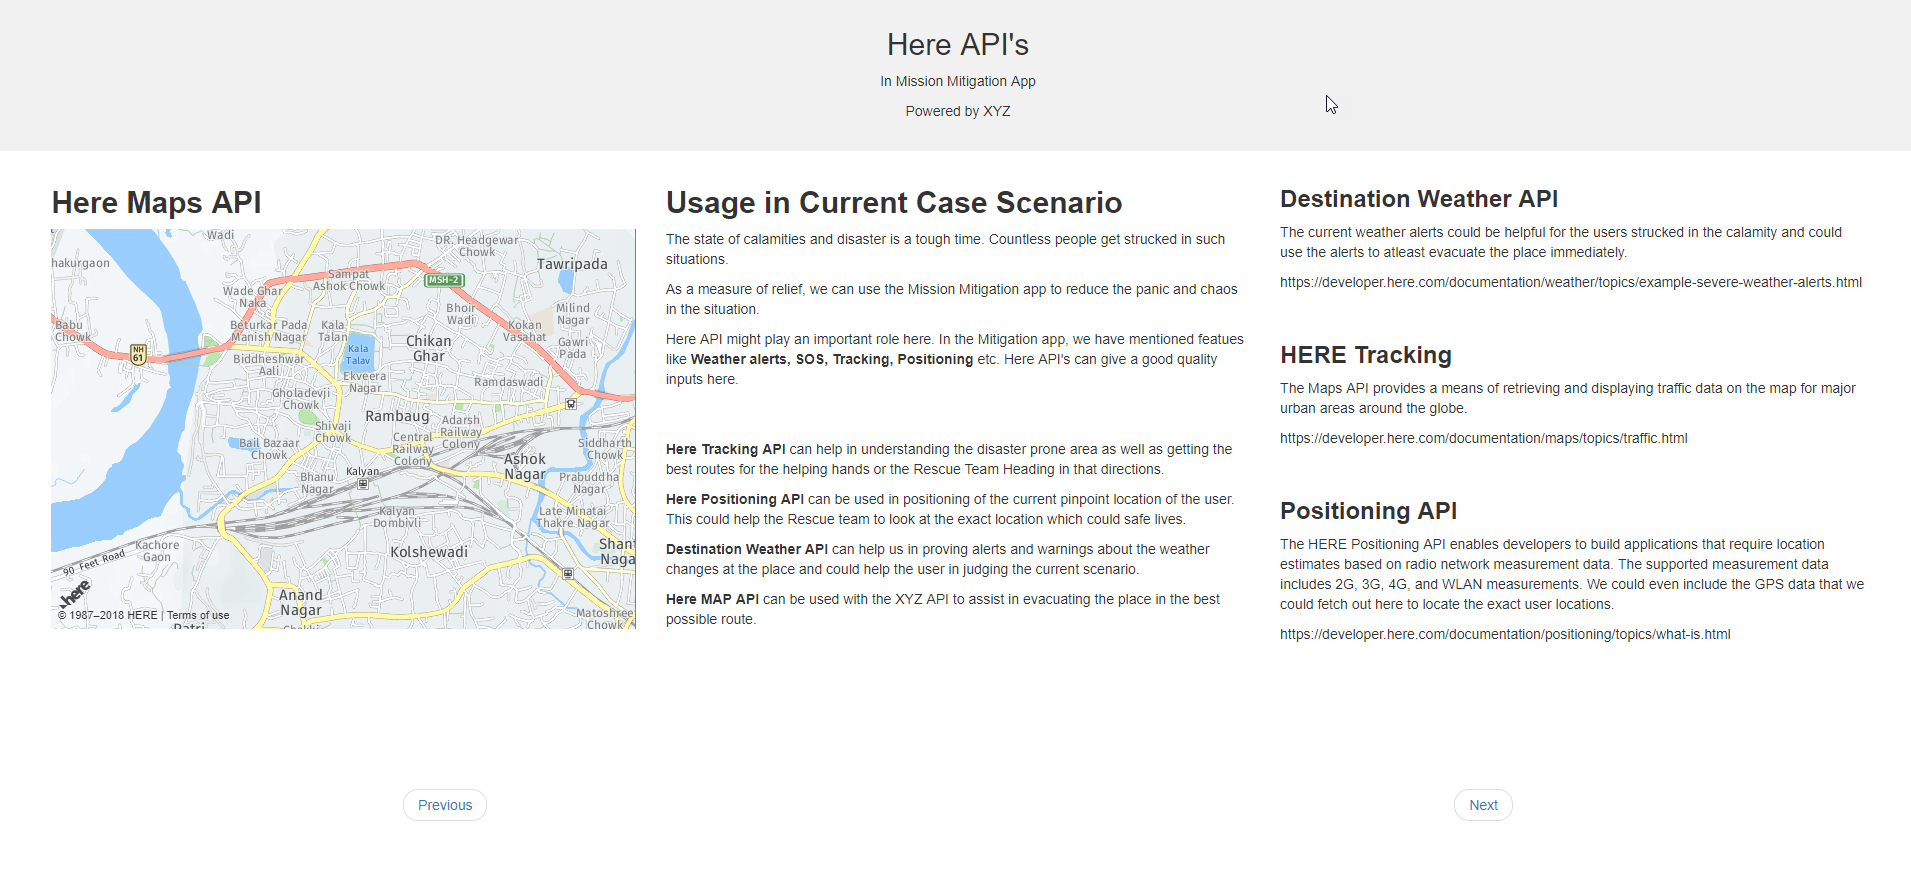 Here API's
In Mission Mitigation App
Powered by XYZ
Here Maps API
Wadi
DR. Headgewar
Chowk
hakurgaon
Tawripada
Sampat
Ashok Chowk
MSH-2
Wade Ghar
Naka
Bhoir
Wadi
Milind
Nagar
Babu
Chowk
Beturkar Pada
Manish Nagar
Kala
Talan
Kokan
Vasahat
NH
61
Chikan
Ghar
Gawri
Pada
Kala
Talav
Biddheshwar
Aali
Ekveera
Nagar
Ramdaswadi
Gholadevji
Chowk
Rambaug
Adarsh
Railway
Colony
Shivaji
Chowk
Central
Railway
Colony
Bail Bazaar
Chowk
Siddharth
Chowk
Ashok
Nagar
Kalyan
Bhanu
Nagar
Prabuddha
Nagar
Kalyan
Dombivli
Late Minatai
Thakre Nagar
Kachore
Gaon
Kolshewadi
Shant
Naga
90 Feet Road
Anand
Nagar
here
Matoshree
Chowk
© 1987–2018 HERE | Terms of use
Usage in Current Case Scenario
The state of calamities and disaster is a tough time. Countless people get strucked in such
situations.
As a measure of relief, we can use the Mission Mitigation app to reduce the panic and chaos
in the situation.
Here API might play an important role here. In the Mitigation app, we have mentioned featues
like Weather alerts, SOS, Tracking, Positioning etc. Here API's can give a good quality
inputs here.
Here Tracking API can help in understanding the disaster prone area as well as getting the
best routes for the helping hands or the Rescue Team Heading in that directions.
Here Positioning API can be used in positioning of the current pinpoint location of the user.
This could help the Rescue team to look at the exact location which could safe lives.
Destination Weather API can help us in proving alerts and warnings about the weather
changes at the place and could help the user in judging the current scenario.
Here MAP API can be used with the XYZ API to assist in evacuating the place in the best
possible route.
Destination Weather API
The current weather alerts could be helpful for the users strucked in the calamity and could
use the alerts to atleast evacuate the place immediately.
https://developer.here.com/documentation/weather/topics/example-severe-weather-alerts.html
HERE Tracking
The Maps API provides a means of retrieving and displaying traffic data on the map for major
urban areas around the globe.
https://developer.here.com/documentation/maps/topics/traffic.html
Positioning API
The HERE Positioning API enables developers to build applications that require location
estimates based on radio network measurement data. The supported measurement data
includes 2G, 3G, 4G, and WLAN measurements. We could even include the GPS data that we
could fetch out here to locate the exact user locations.
https://developer.here.com/documentation/positioning/topics/what-is.html
Previous
Next